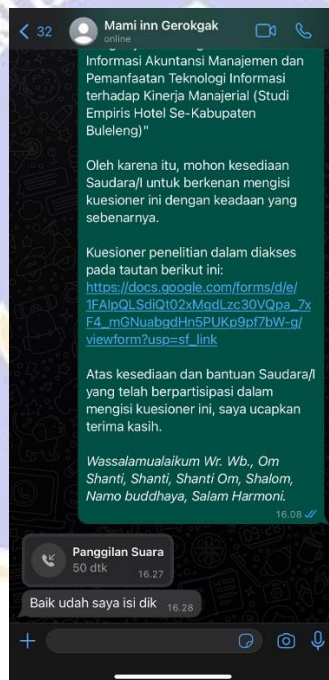 32
Mami inn Gerokgak
online
Informasi Akuntansi Manajemen dan
Pemanfaatan Teknologi Informasi
terhadap Kinerja Manajerial (Studi
Empiris Hotel Se-Kabupaten
Buleleng)"
Oleh karena itu, mohon kesediaan
Saudara/I untuk berkenan mengisi
kuesioner ini dengan keadaan yang
sebenarnya.
Kuesioner penelitian dalam diakses
pada tautan berikut ini:
https://docs.google.com/forms/d/e/
1FAIpQLSdiQt02xMgdLzc30VQpa_7x
F4_mGNuabgdHn5PUKp9pf7bW-g/
viewform?usp=sf_link
Atas kesediaan dan bantuan Saudara/I
yang telah berpartisipasi dalam
mengisi kuesioner ini, saya ucapkan
terima kasih.
Wassalamualaikum Wr. Wb., Om
Shanti, Shanti, Shanti Om, Shalom,
Namo buddhaya, Salam Harmoni.
16.08
Panggilan Suara
50 dtk
16.27
Baik udah saya isi dik 16.28